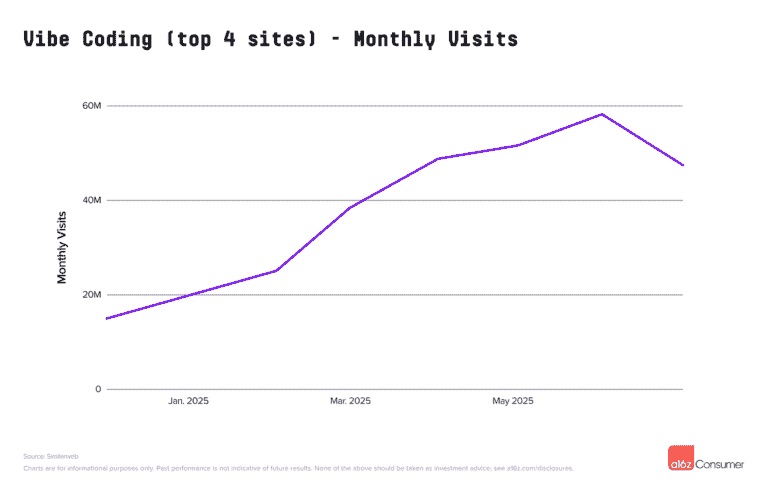 Vibe Coding (top 4 sites) - Monthly Visits
60M
40M
20M
0
Monthly Visits
Jan. 2025
Mar. 2025
May 2025
Source: Similarweb
Charts are for informational purposes only. Past performance is not indicative of future results. None of the above should be taken as investment advice; see a16z.com/disclosures.
a16z Consumer